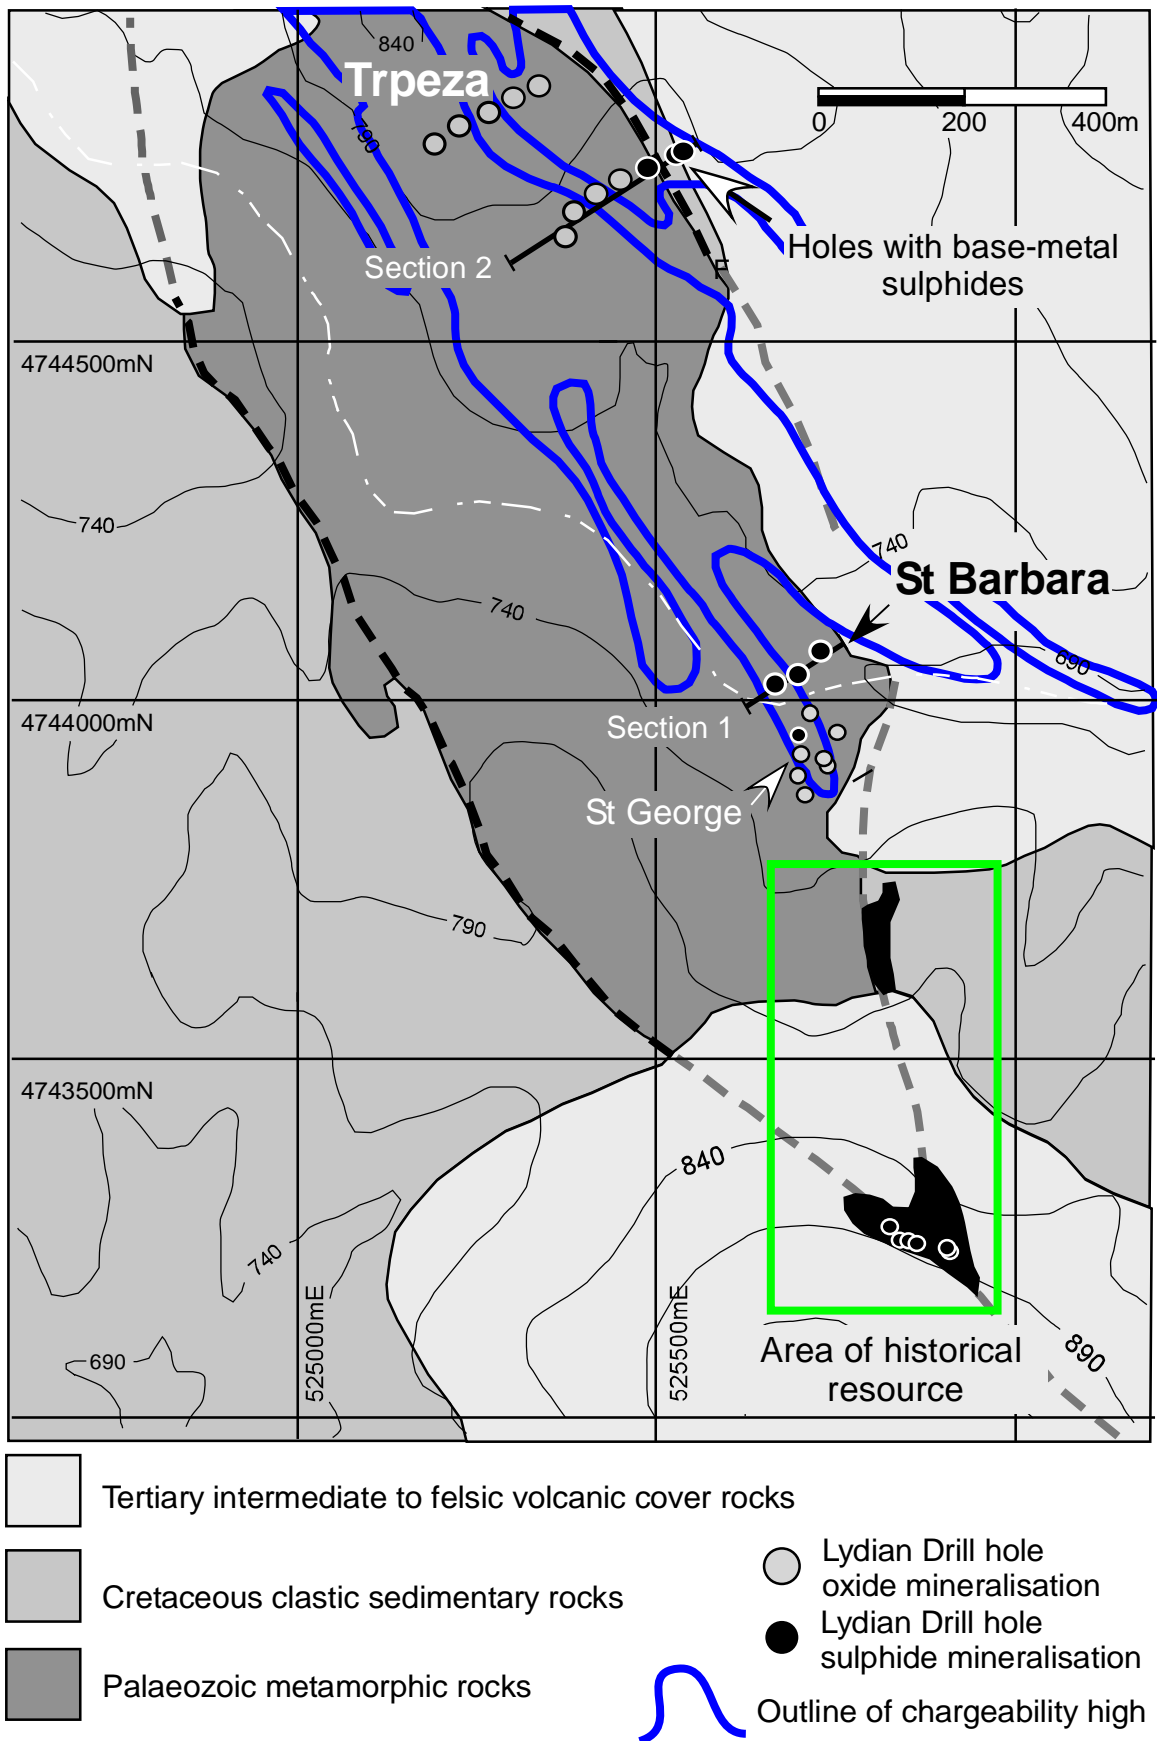 840
Trpeza
790
0 200 400m
Holes with base-metal
sulphides
Section 2
F
4744500mN
740
740
St Barbara
740
690
4744000mN
Section 1
St George
790
4743500mN
840
740
525000mE
525500mE
690
Area of historical
resource
890
Tertiary intermediate to felsic volcanic cover rocks
Cretaceous clastic sedimentary rocks
Palaeozoic metamorphic rocks
Lydian Drill hole
oxide mineralisation
Lydian Drill hole
sulphide mineralisation
Outline of chargeability high